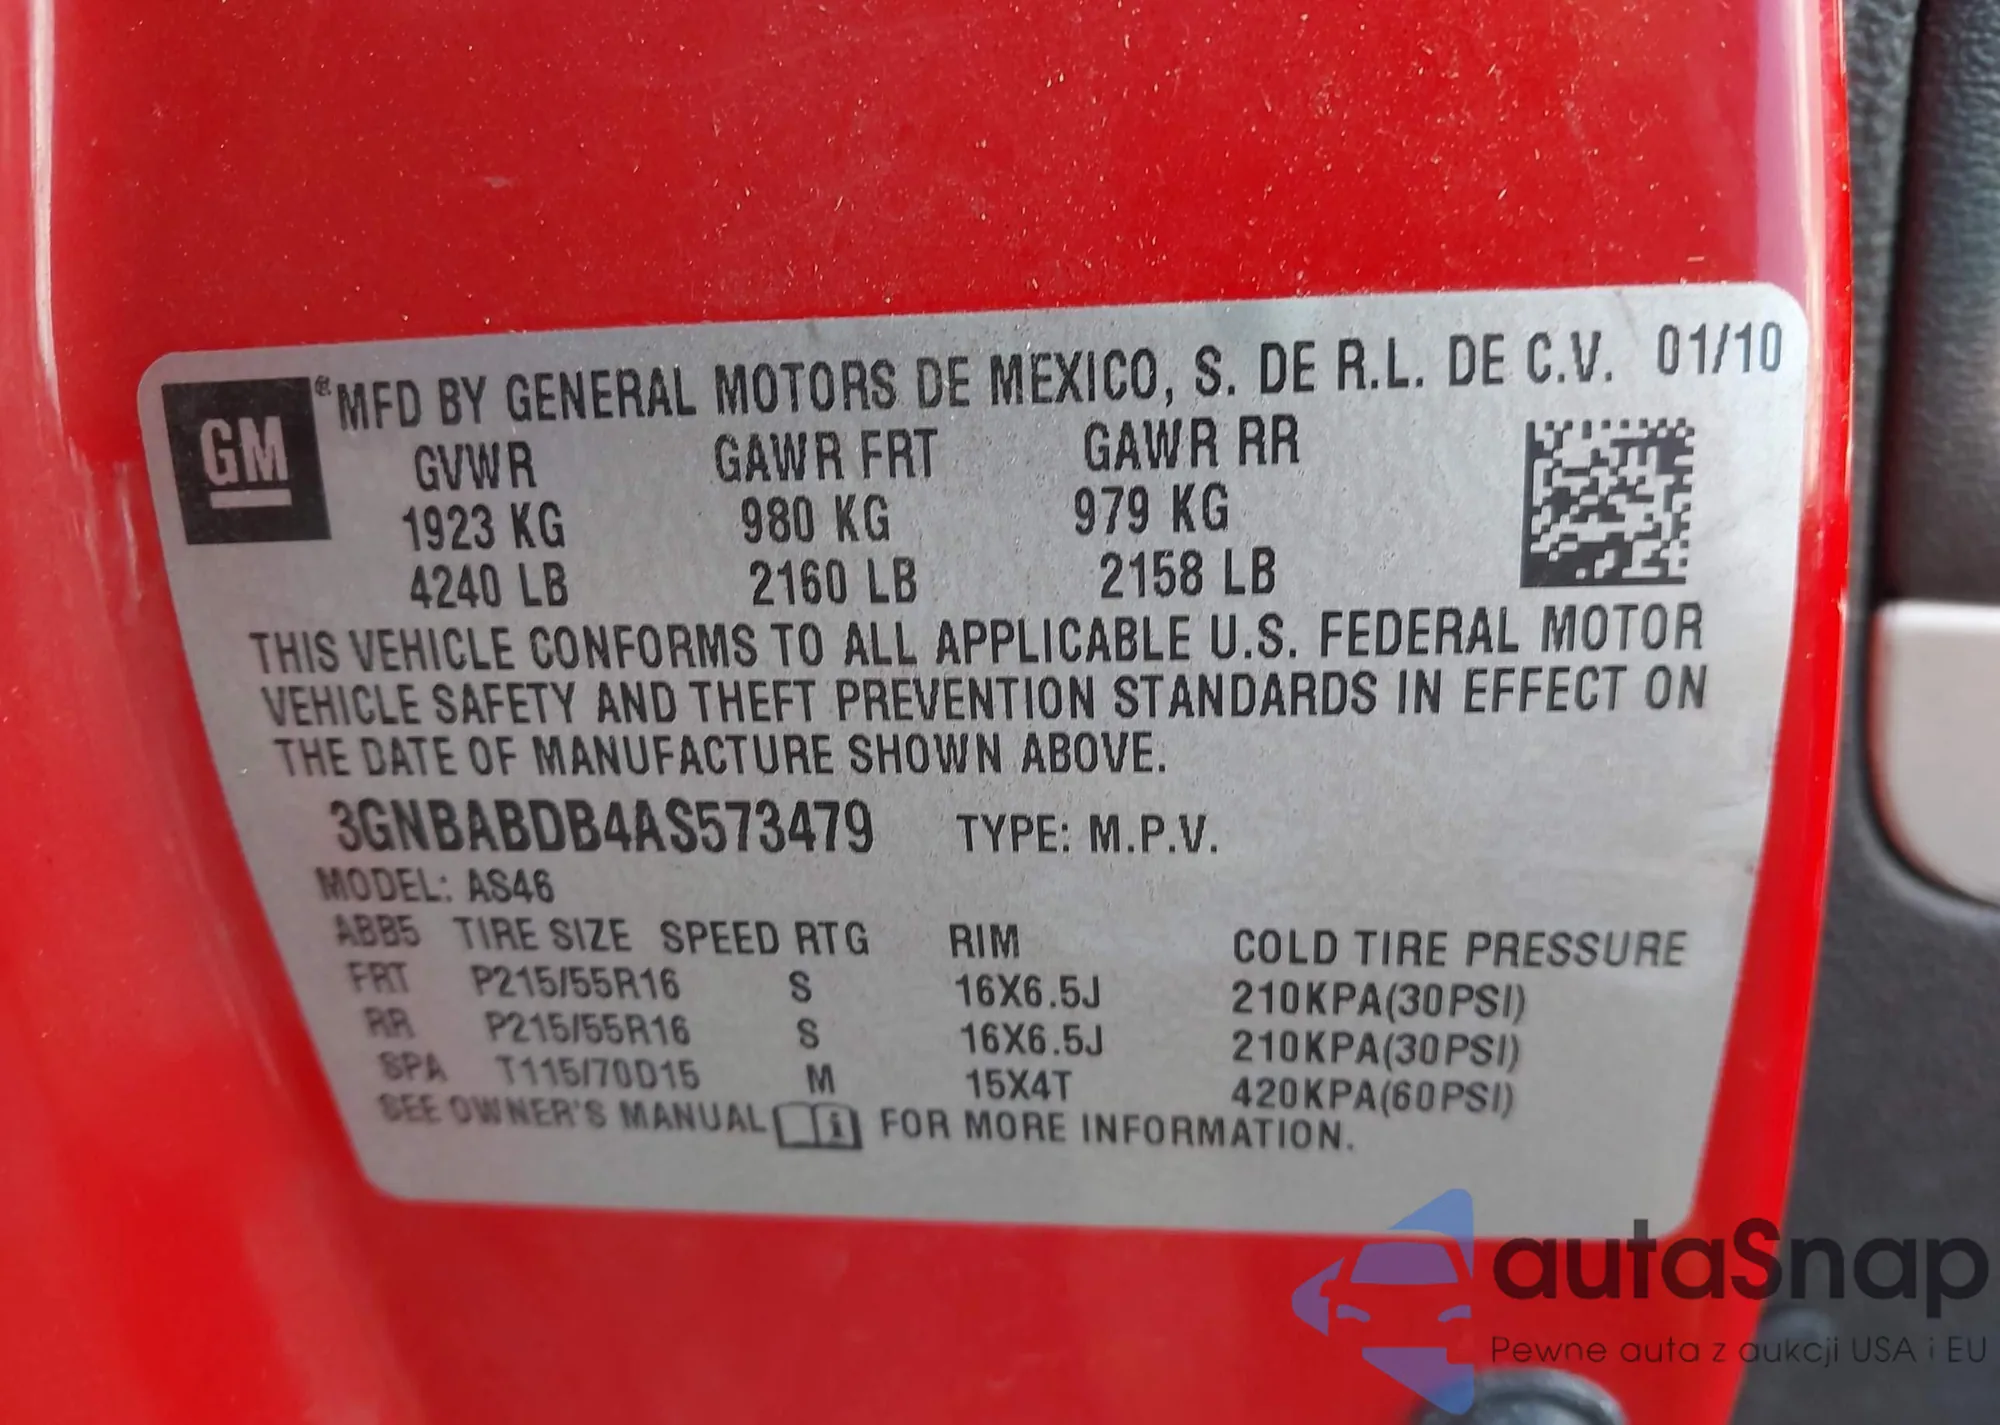 GM
® MFD BY GENERAL MOTORS DE MEXICO, S. DE R.L. DE C.V. 01/10
GVWR GAWR FRT GAWR RR
1923 KG 980 KG 979 KG
4240 LB 2160 LB 2158 LB
THIS VEHICLE CONFORMS TO ALL APPLICABLE U.S. FEDERAL MOTOR
VEHICLE SAFETY AND THEFT PREVENTION STANDARDS IN EFFECT ON
THE DATE OF MANUFACTURE SHOWN ABOVE.
3GNBABDB4AS573479 TYPE: M.P.V.
MODEL: AS46
ABB5 TIRE SIZE SPEED RTG RIM COLD TIRE PRESSURE
FRT P215/55R16 S 16X6.5J 210KPA(30PSI)
RR P215/55R16 S 16X6.5J 210KPA(30PSI)
SPA T115/70D15 M 15X4T 420KPA(60PSI)
SEE OWNER'S MANUAL i FOR MORE INFORMATION.
autaSnap
Pewne auta z aukcji USA i EU